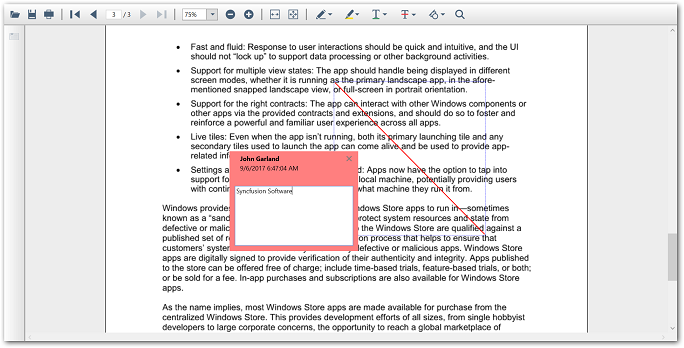 3 / 3
75%
• Fast and fluid: Response to user interactions should be quick and intuitive, and the UI
should not “lock up” to support data processing or other background activities.
• Support for multiple view states: The app should handle being displayed in different
screen modes, whether it is running as the primary landscape app, in the afore-
mentioned snapped landscape view, or full-screen in portrait orientation.
• Support for the right contracts: The app can interact with other Windows components or
other apps via the provided contracts and extensions, and should do so to foster and
reinforce a powerful and familiar user experience across all apps.
• Live tiles: Even when the app isn’t running, both its primary launching tile and any
secondary tiles used to launch the app can come alive and be used to provide app-
related
John Garland
9/6/2017 6:47:04 AM
Syncfusion Software
• Settings a d: Apps now have the option to tap into
support fo local machine, potentially providing users
with conti what machine they run it from.
Windows provides ndows Store apps to run in—sometimes
known as a “sand rotect system resources and state from
defective or malic the Windows Store are qualified against a
published set of r on process that helps to ensure that
customers’ system defective or malicious apps. Windows Store
apps are digitally signed to provide verification of their authenticity and integrity. Apps published
to the store can be offered free of charge; include time-based trials, feature-based trials, or both;
or be sold for a fee. In-app purchases and subscriptions are also available for Windows Store
apps.
As the name implies, most Windows Store apps are made available for purchase from the
centralized Windows Store. This provides development efforts of all sizes, from single hobbyist
developers to large corporate concerns, the opportunity to reach a global marketplace of